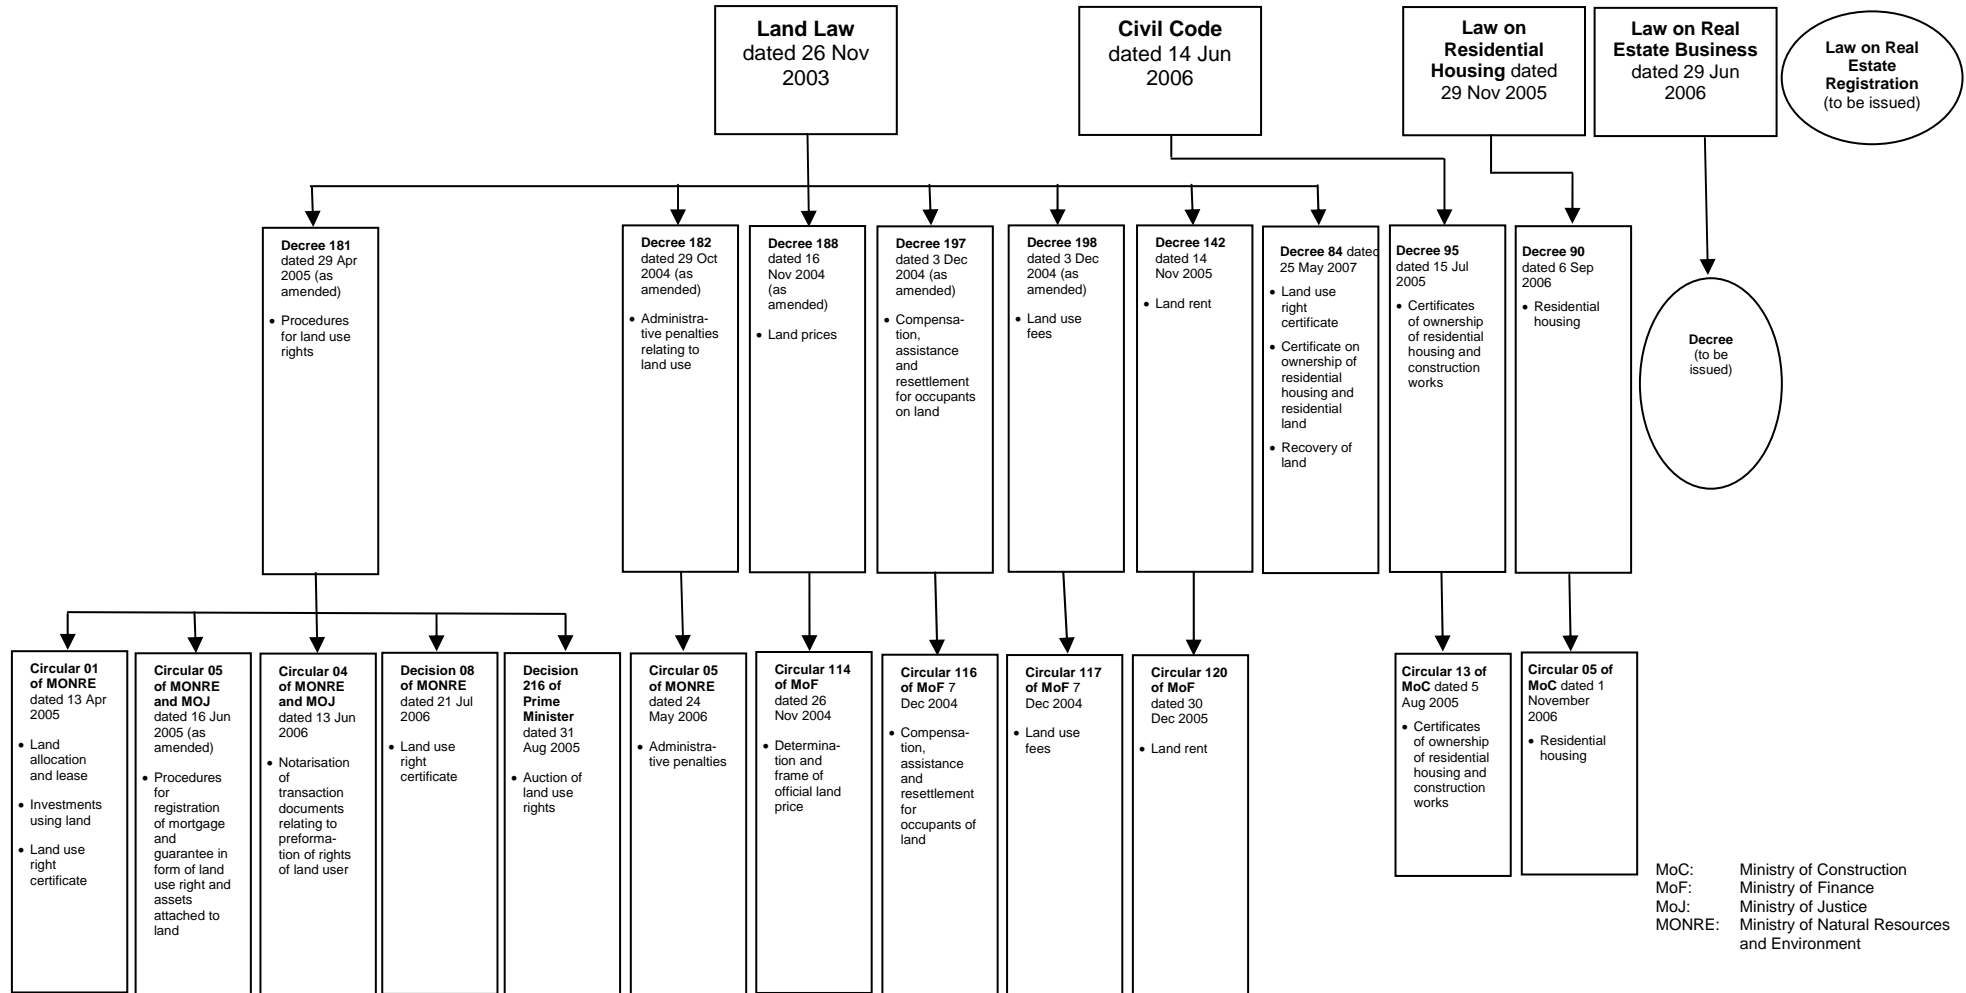 Land Law
dated 26 Nov
2003
Civil Code
dated 14 Jun
2006
Law on
Residential
Housing dated
29 Nov 2005
Law on Real
Estate Business
dated 29 Jun
2006
Law on Real
Estate
Registration
(to be issued)
Decree 181
dated 29 Apr
2005 (as
amended)
• Procedures
for land use
rights
Decree 182
dated 29 Oct
2004 (as
amended)
• Administra-
tive penalties
relating to
land use
Decree 188
dated 16
Nov 2004
(as
amended)
• Land prices
Decree 197
dated 3 Dec
2004 (as
amended)
• Compensa-
tion,
assistance
and
resettlement
for occupants
on land
Decree 198
dated 3 Dec
2004 (as
amended)
• Land use
fees
Decree 142
dated 14
Nov 2005
• Land rent
Decree 84 dated
25 May 2007
• Land use
right
certificate
• Certificate on
ownership of
residential
housing and
residential
land
• Recovery of
land
Decree 95
dated 15 Jul
2005
• Certificates
of ownership
of residential
housing and
construction
works
Decree 90
dated 6 Sep
2006
• Residential
housing
Decree
(to be
issued)
Circular 01
of MONRE
dated 13 Apr
2005
• Land
allocation
and lease
• Investments
using land
• Land use
right
certificate
Circular 05
of MONRE
and MOJ
dated 16 Jun
2005 (as
amended)
• Procedures
for
registration
of mortgage
and
guarantee in
form of land
use right and
assets
attached to
land
Circular 04
of MONRE
and MOJ
dated 13 Jun
2006
• Notarisation
of
transaction
documents
relating to
preforma-
tion of rights
of land user
Decision 08
of MONRE
dated 21 Jul
2006
• Land use
right
certificate
Decision
216 of
Prime
Minister
dated 31
Aug 2005
• Auction of
land use
rights
Circular 05
of MONRE
dated 24
May 2006
• Administra-
tive penalties
Circular 114
of MoF
dated 26
Nov 2004
• Determina-
tion and
frame of
official land
price
Circular 116
of MoF 7
Dec 2004
• Compensa-
tion,
assistance
and
resettlement
for
occupants of
land
Circular 117
of MoF 7
Dec 2004
• Land use
fees
Circular 120
of MoF
dated 30
Dec 2005
• Land rent
Circular 13 of
MoC dated 5
Aug 2005
• Certificates
of ownership
of residential
housing and
construction
works
Circular 05 of
MoC dated 1
November
2006
• Residential
housing
MoC: Ministry of Construction
MoF: Ministry of Finance
MoJ: Ministry of Justice
MONRE: Ministry of Natural Resources
and Environment